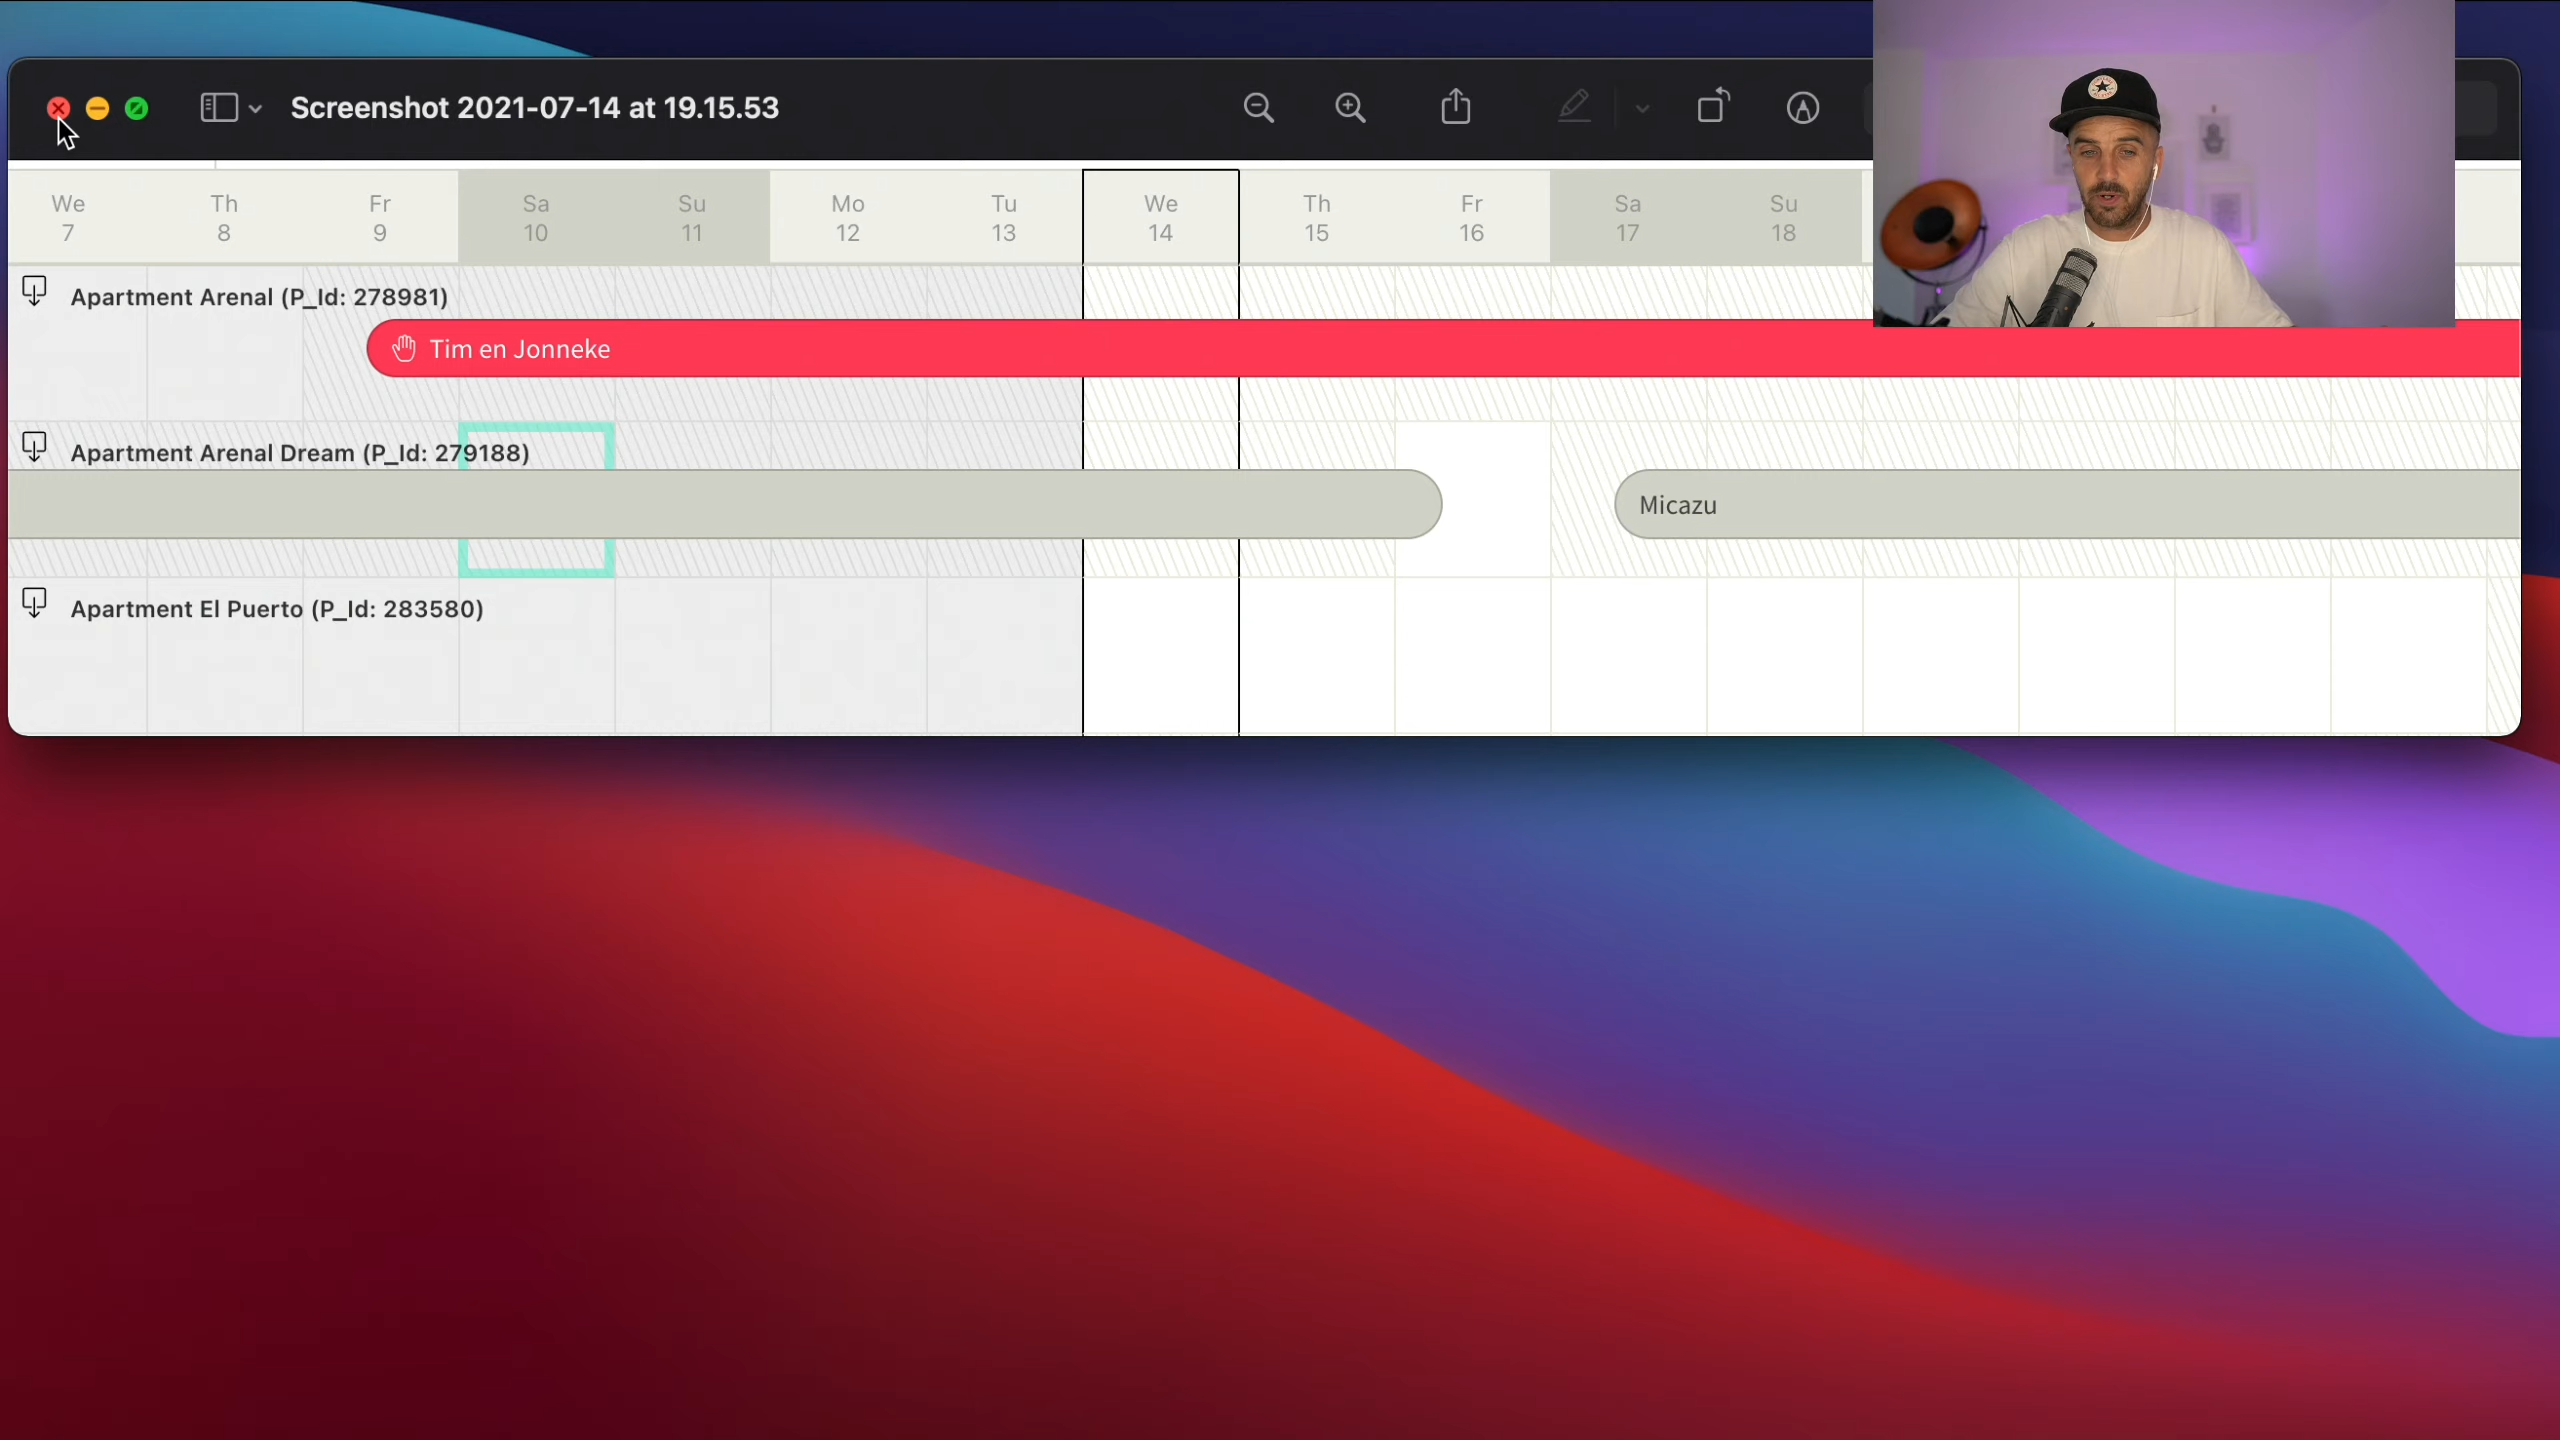 Screenshot 2021-07-14 at 19.15.53
We Th Fr Sa Su Mo Tu We Th Fr Sa Su
7 8 9 10 11 12 13 14 15 16 17 18
Apartment Arenal (P_Id: 278981)
Tim en Jonneke
Apartment Arenal Dream (P_Id: 279188)
Micazu
Apartment El Puerto (P_Id: 283580)